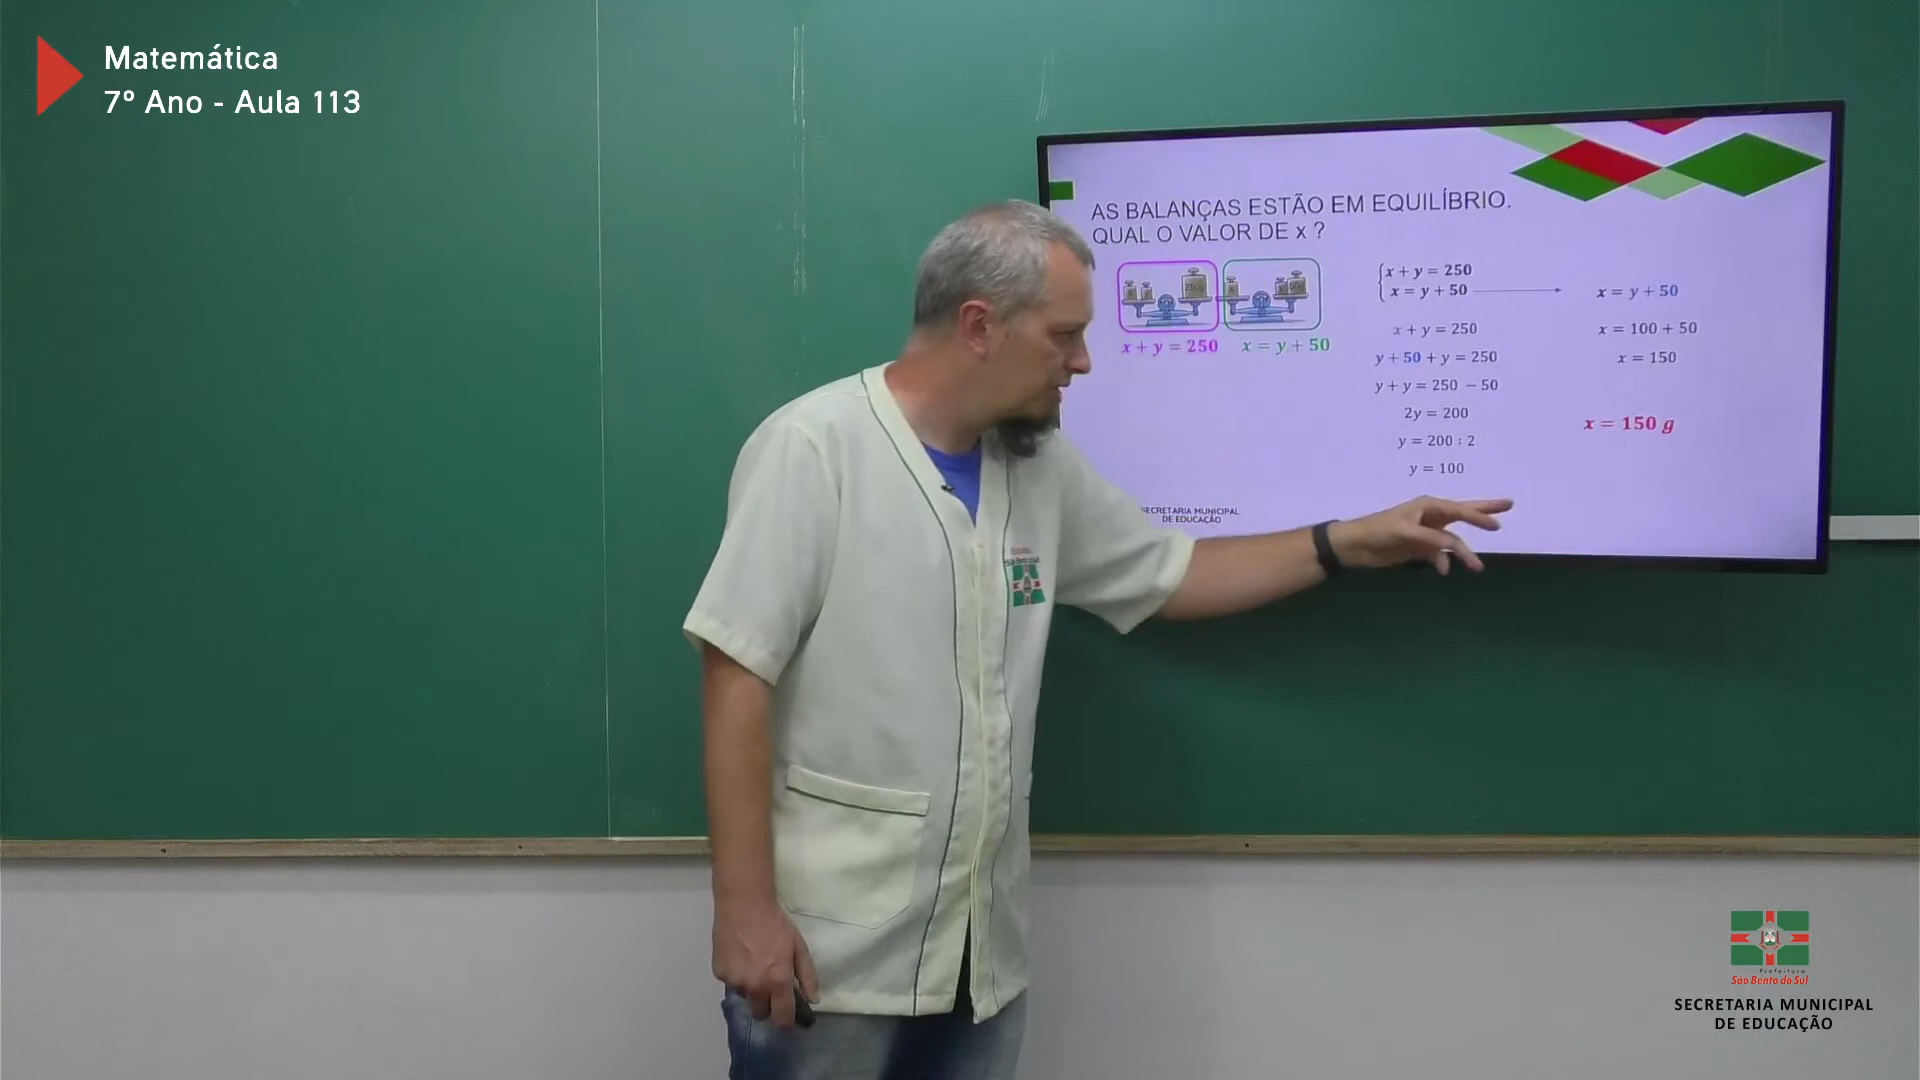 Matemática
7º Ano - Aula 113
AS BALANÇAS ESTÃO EM EQUILÍBRIO.
QUAL O VALOR DE x ?
x + y = 250
x = y + 50
x + y = 250
x = y + 50
x + y = 250
y + 50 + y = 250
y + y = 250 − 50
2y = 200
y = 200 : 2
y = 100
x = y + 50
x = 100 + 50
x = 150
x = 150 g
SECRETARIA MUNICIPAL
DE EDUCAÇÃO
Prefeitura
São Bento do Sul
SECRETARIA MUNICIPAL
DE EDUCAÇÃO